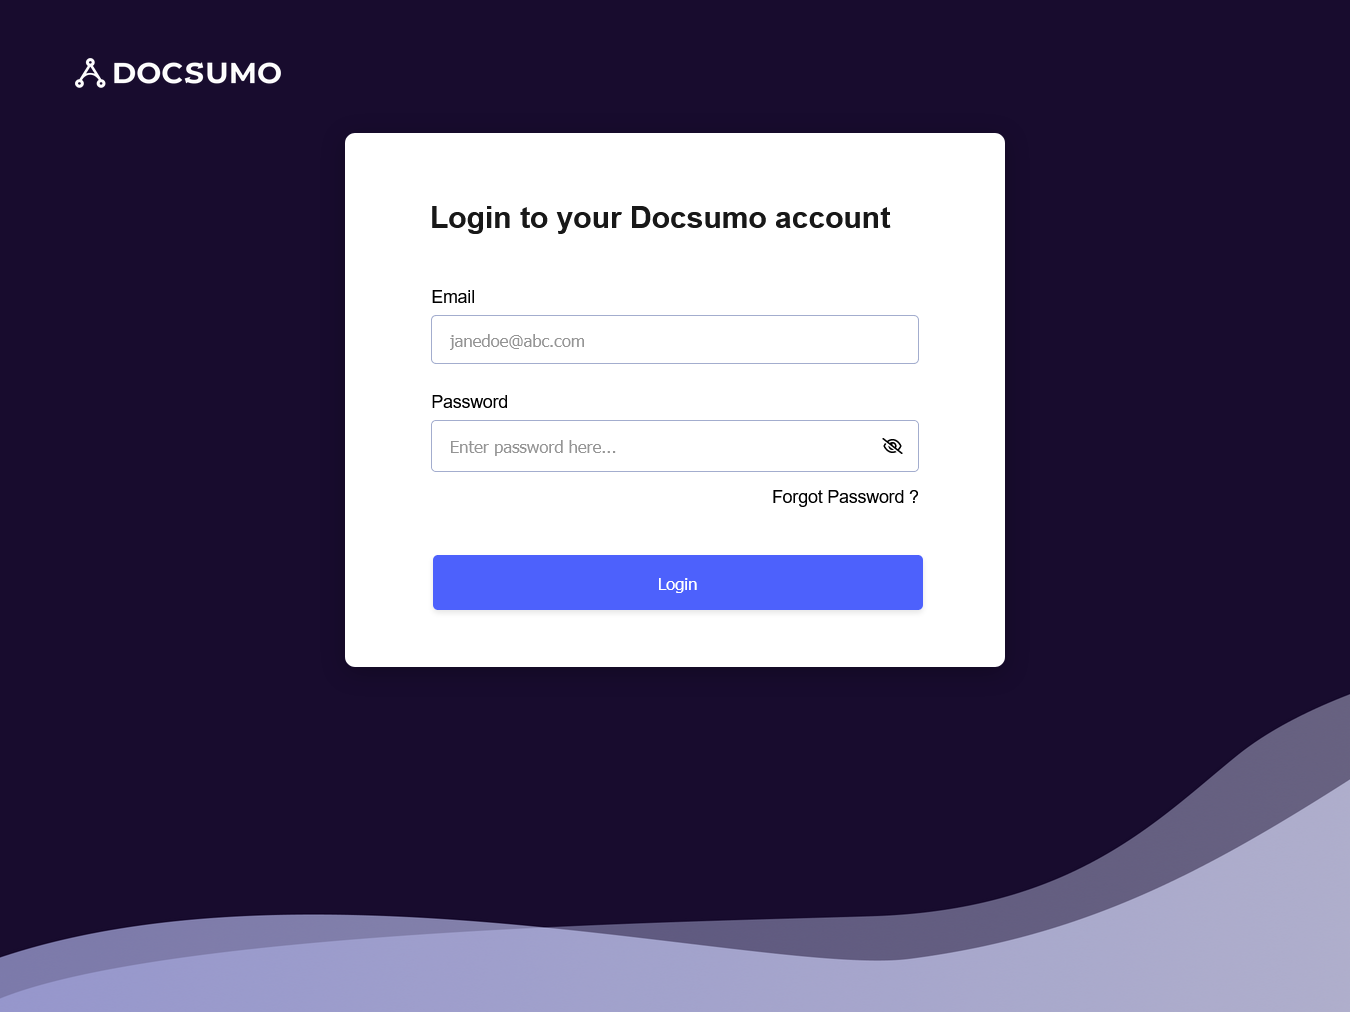 DOCSUMO
Login to your Docsumo account
Email
janedoe@abc.com
Password
Enter password here...
Forgot Password ?
Login